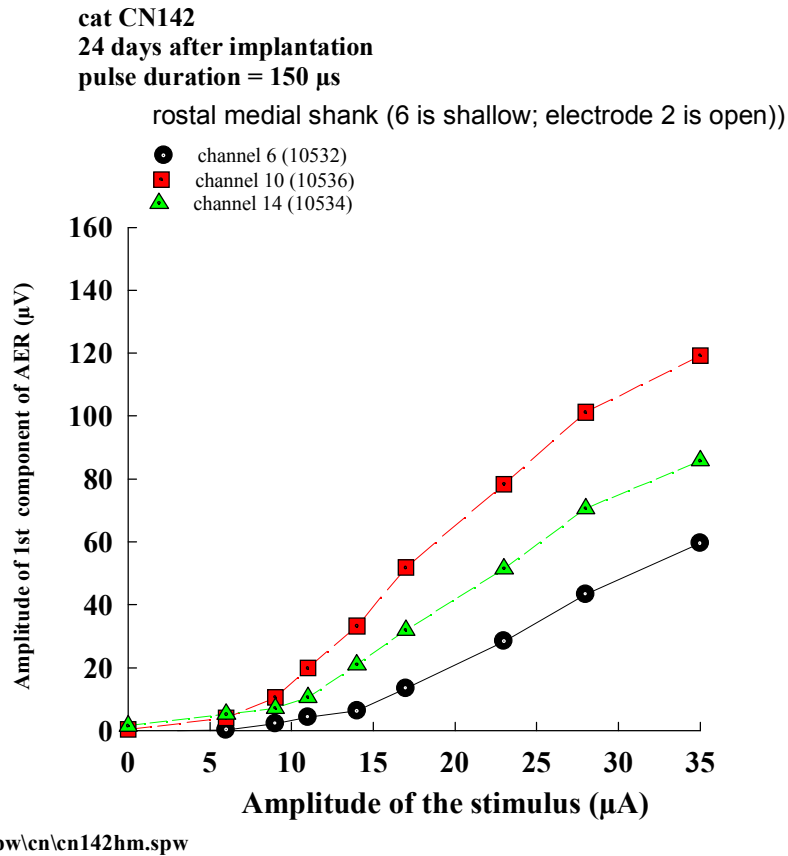 cat CN142
24 days after implantation
pulse duration = 150 µs
rostal medial shank (6 is shallow; electrode 2 is open))
channel 6 (10532)
channel 10 (10536)
channel 14 (10534)
160
140
120
100
80
60
40
20
0
Amplitude of 1st component of AER (µV)
0 5 10 15 20 25 30 35
Amplitude of the stimulus (µA)
ow\cn\cn142hm.spw